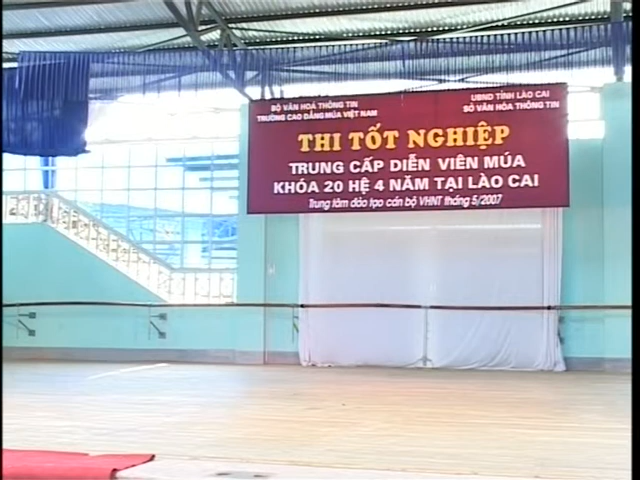 BỘ VĂN HOÁ THÔNG TIN
TRƯỜNG CAO ĐẲNG MÚA VIỆT NAM
UBND TỈNH LÀO CAI
SỞ VĂN HÓA THÔNG TIN
THI TỐT NGHIỆP
TRUNG CẤP DIỄN VIÊN MÚA
KHÓA 20 HỆ 4 NĂM TẠI LÀO CAI
Trung tâm đào tạo cán bộ VHNT tháng 5/2007